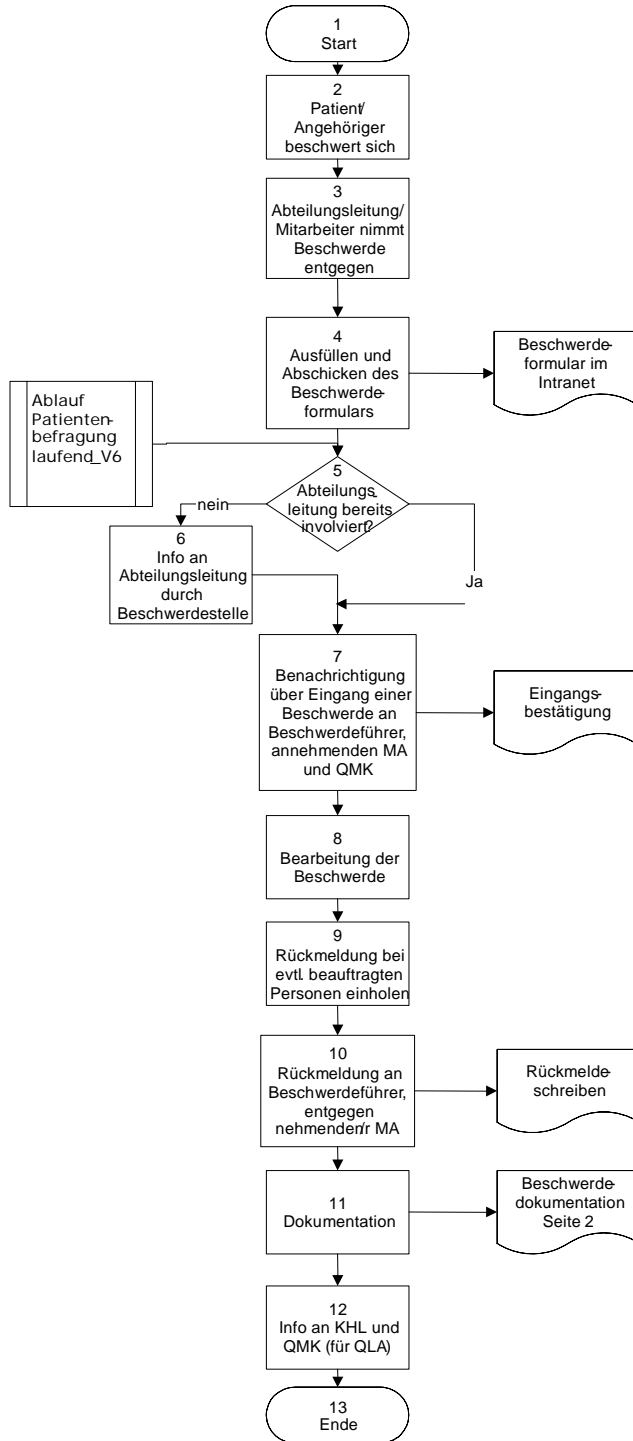 1
Start
2
Patient/
Angehöriger
beschwert sich
3
Abteilungsleitung/
Mitarbeiter nimmt
Beschwerde
entgegen
4
Ausfüllen und
Abschicken des
Beschwerde-
formulars
Beschwerde-
formular im
Intranet
Ablauf
Patienten-
befragung
laufend_V6
5
Abteilungs-
leitung bereits
involviert?
nein
Ja
6
Info an
Abteilungsleitung
durch
Beschwerdestelle
7
Benachrichtigung
über Eingang einer
Beschwerde an
Beschwerdeführer,
annehmenden MA
und QMK
Eingangs-
bestätigung
8
Bearbeitung der
Beschwerde
9
Rückmeldung bei
evtl. beauftragten
Personen einholen
10
Rückmeldung an
Beschwerdeführer,
entgegen
nehmenden/r MA
Rückmelde-
schreiben
11
Dokumentation
Beschwerde-
dokumentation
Seite 2
12
Info an KHL und
QMK (für QLA)
13
Ende